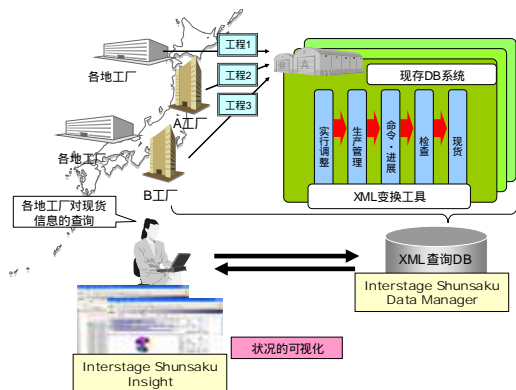 工程1
各地工厂
工程2
A工厂
工程3
各地工厂
B工厂
现存DB系统
实行调整
生产管理
命令・进展
检查
现货
XML变换工具
各地工厂对现货
信息的查询
XML查询DB
Interstage Shunsaku
Data Manager
状况的可视化
Interstage Shunsaku
Insight